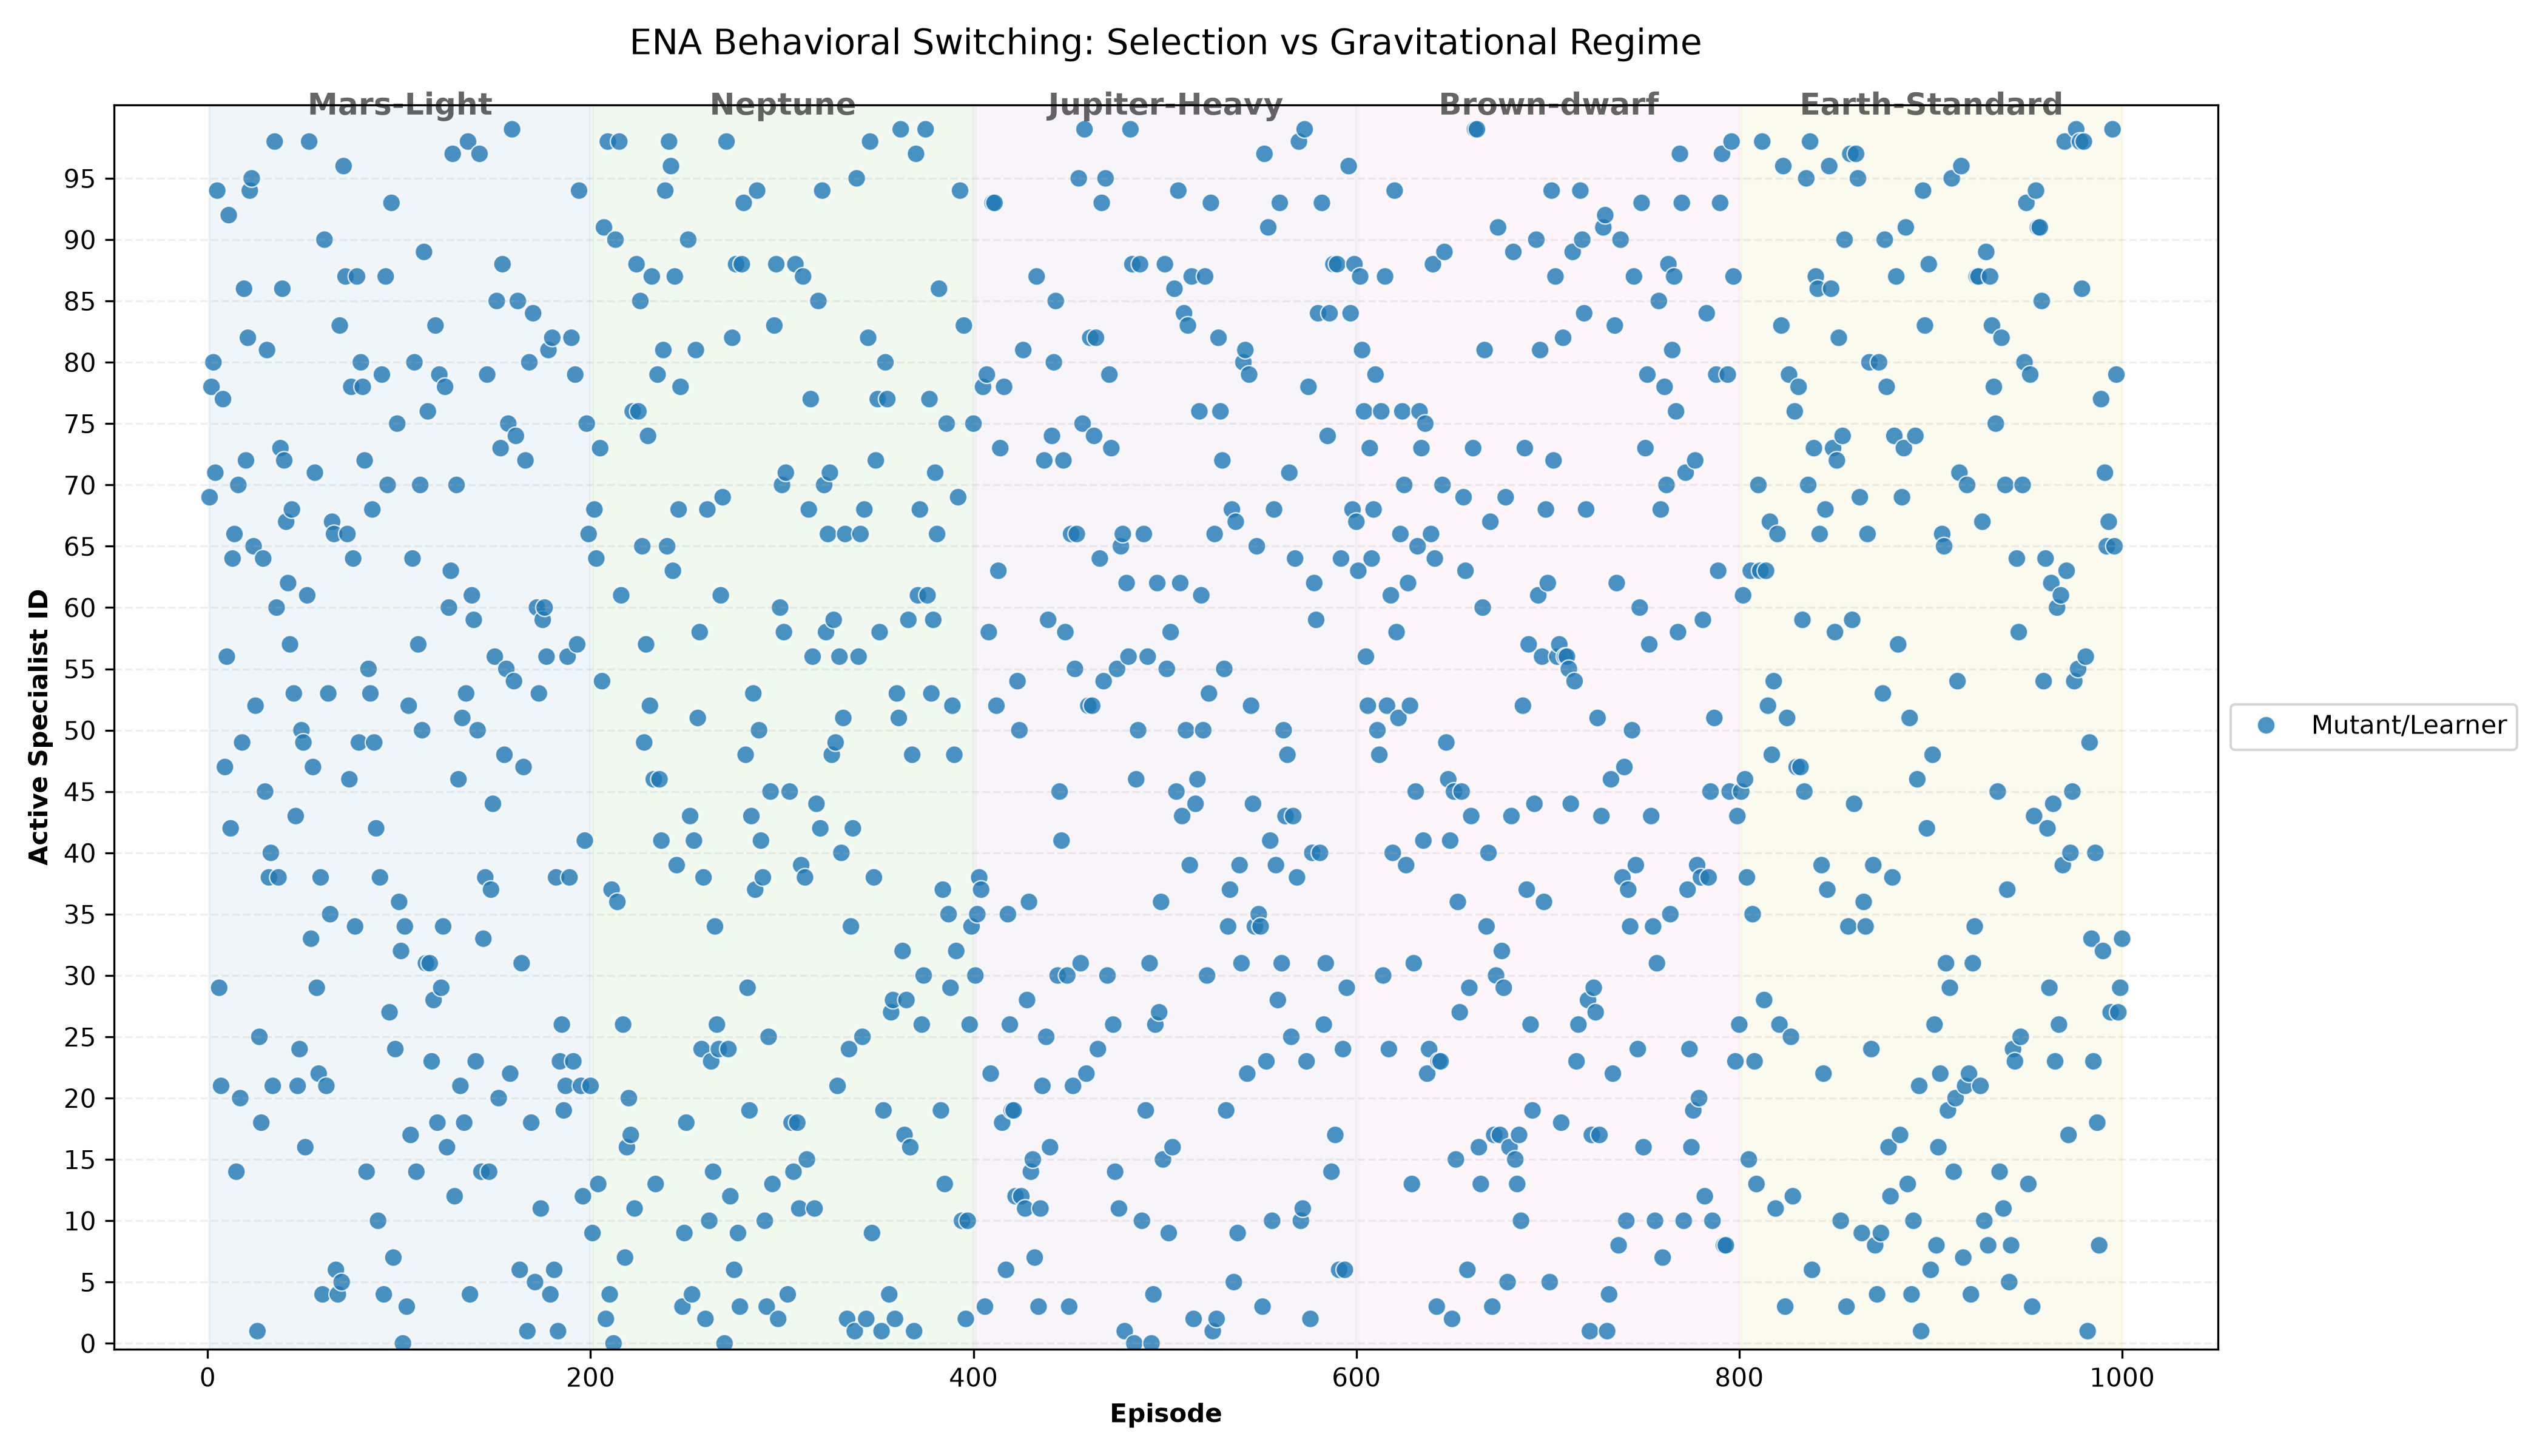 ENA Behavioral Switching: Selection vs Gravitational Regime
Mars-Light
Neptune
Jupiter-Heavy
Brown-dwarf
Earth-Standard
95
90
85
80
75
70
65
60
55
50
45
40
35
30
25
20
15
10
5
0
Active Specialist ID
Mutant/Learner
0
200
400
600
800
1000
Episode